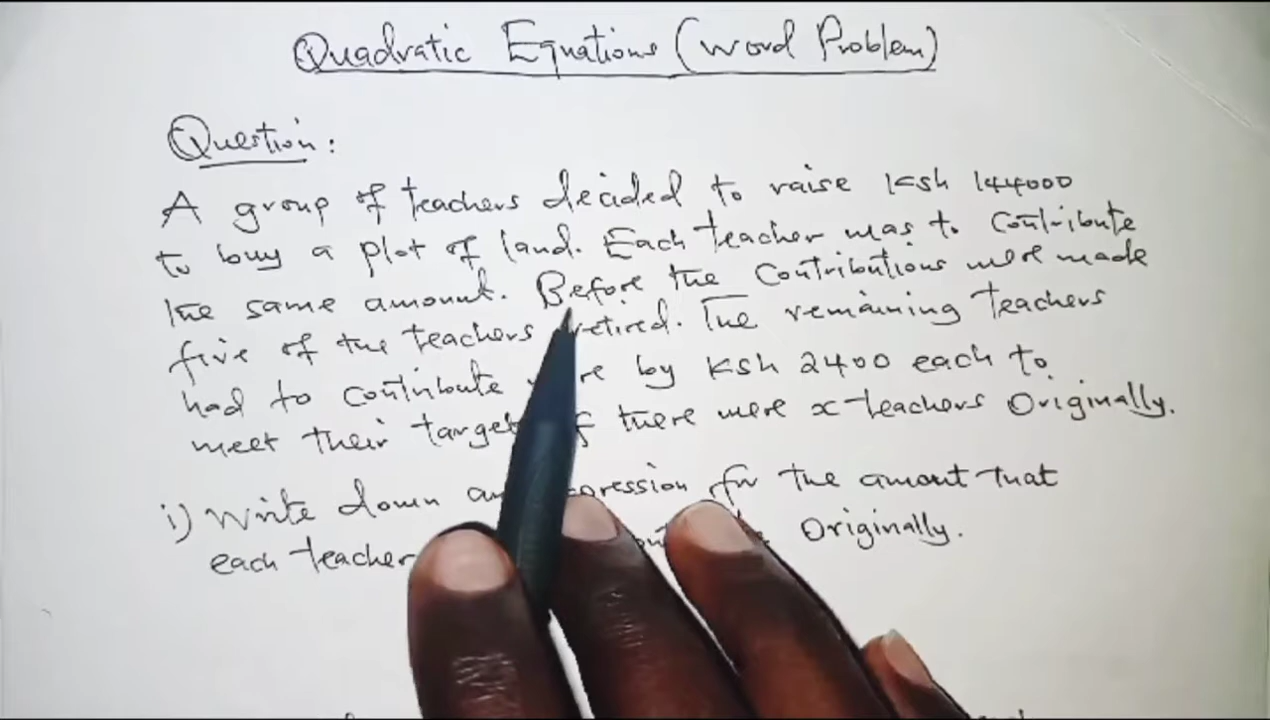 Quadratic Equations (Word Problem)
Question:
A group of teachers decided to raise Ksh 144000
to buy a plot of land. Each teacher was to contribute
the same amount. Before the Contributions were made
five of the teachers retired. The remaining teachers
had to contribute by Ksh 2400 each to
meet their target there were x-teachers Originally.
i) Write down for the amount that
each teacher Originally.